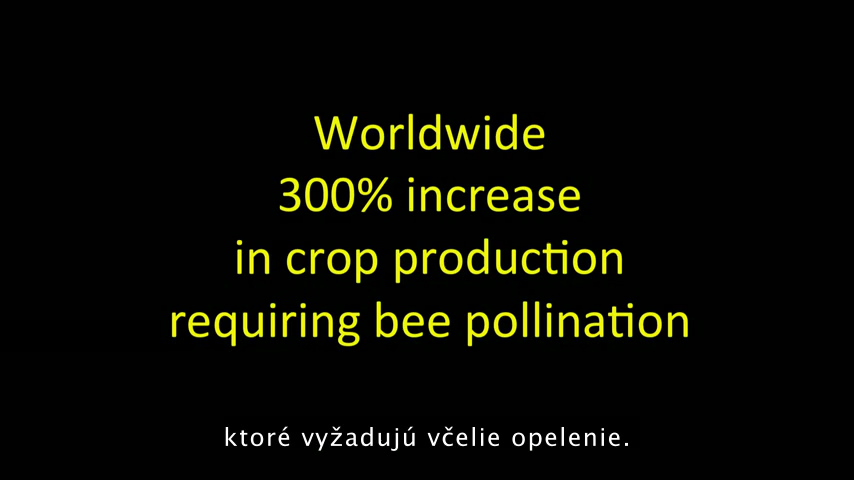 Worldwide
300% increase
in crop production
requiring bee pollination
ktoré vyžadujú včelie opelenie.